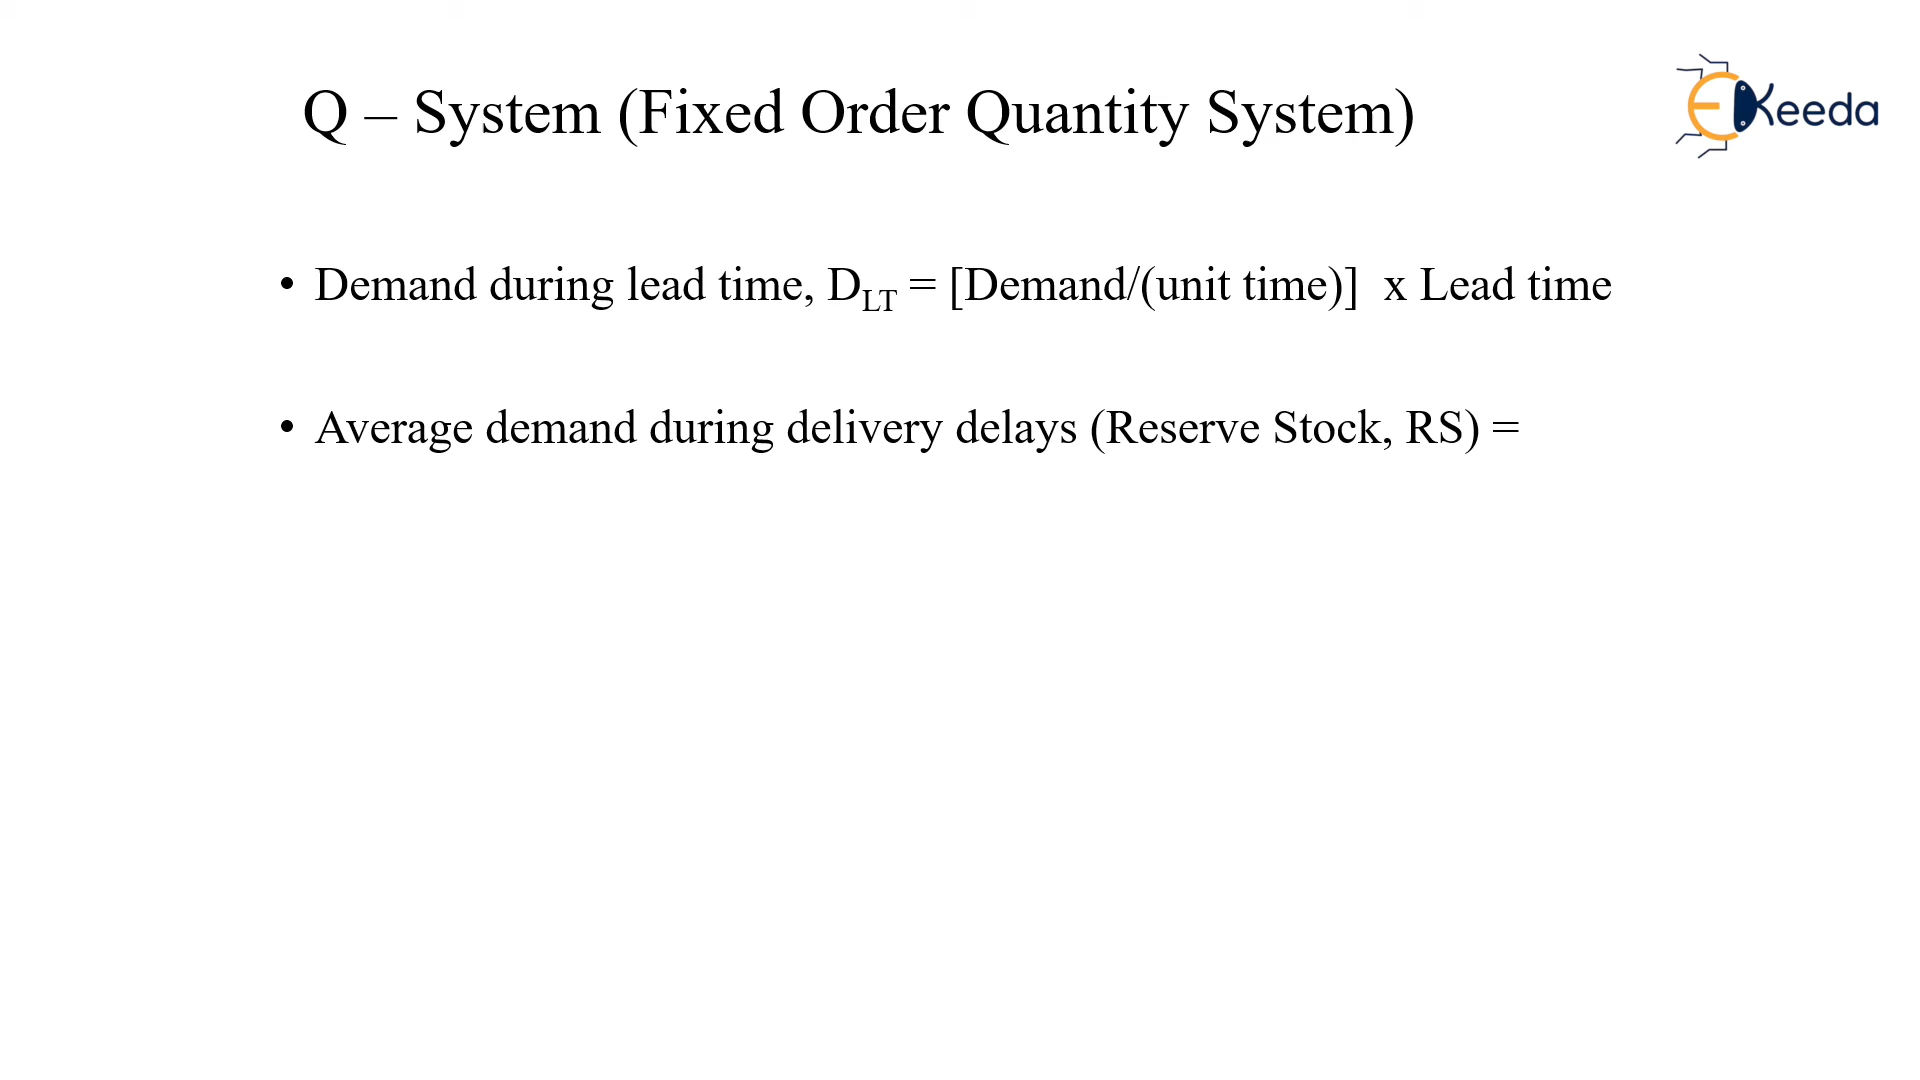 Q – System (Fixed Order Quantity System)
EKeeda
• Demand during lead time, D_LT = [Demand/(unit time)] x Lead time
• Average demand during delivery delays (Reserve Stock, RS) =